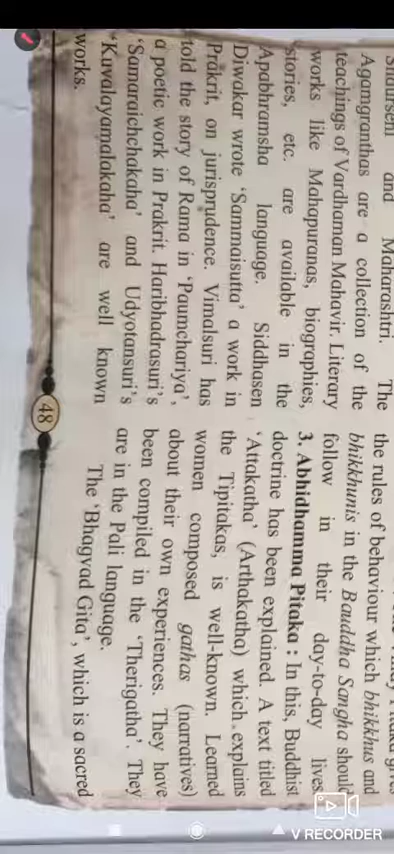 and Maharashtri. The
Agamgranthas are a collection of the
teachings of Vardhaman Mahavir. Literary
works like Mahapuranas, biographies,
stories, etc. are available in the
Apabhramsha language. Siddhasen
Diwakar wrote ‘Sammaisutta’ a work in
Prakrit, on jurisprudence. Vimalsuri has
told the story of Rama in ‘Paumchariya’,
a poetic work in Prakrit. Haribhadrasuri’s
‘Samaraichchakaha’ and Udyotansuri’s
‘Kuvalayamalakaha’ are well known
works.
the rules of behaviour which bhikkhus and
bhikkhunis in the Bauddha Sangha should
follow in their day-to-day lives.
3. Abhidhamma Pitaka : In this, Buddhist
doctrine has been explained. A text titled
‘Attakatha’ (Arthakatha) which explains
the Tipitakas, is well-known. Learned
women composed gathas (narratives)
about their own experiences. They have
been compiled in the ‘Therigatha’. They
are in the Pali language.
The ‘Bhagvad Gita’, which is a sacred
48
V RECORDER